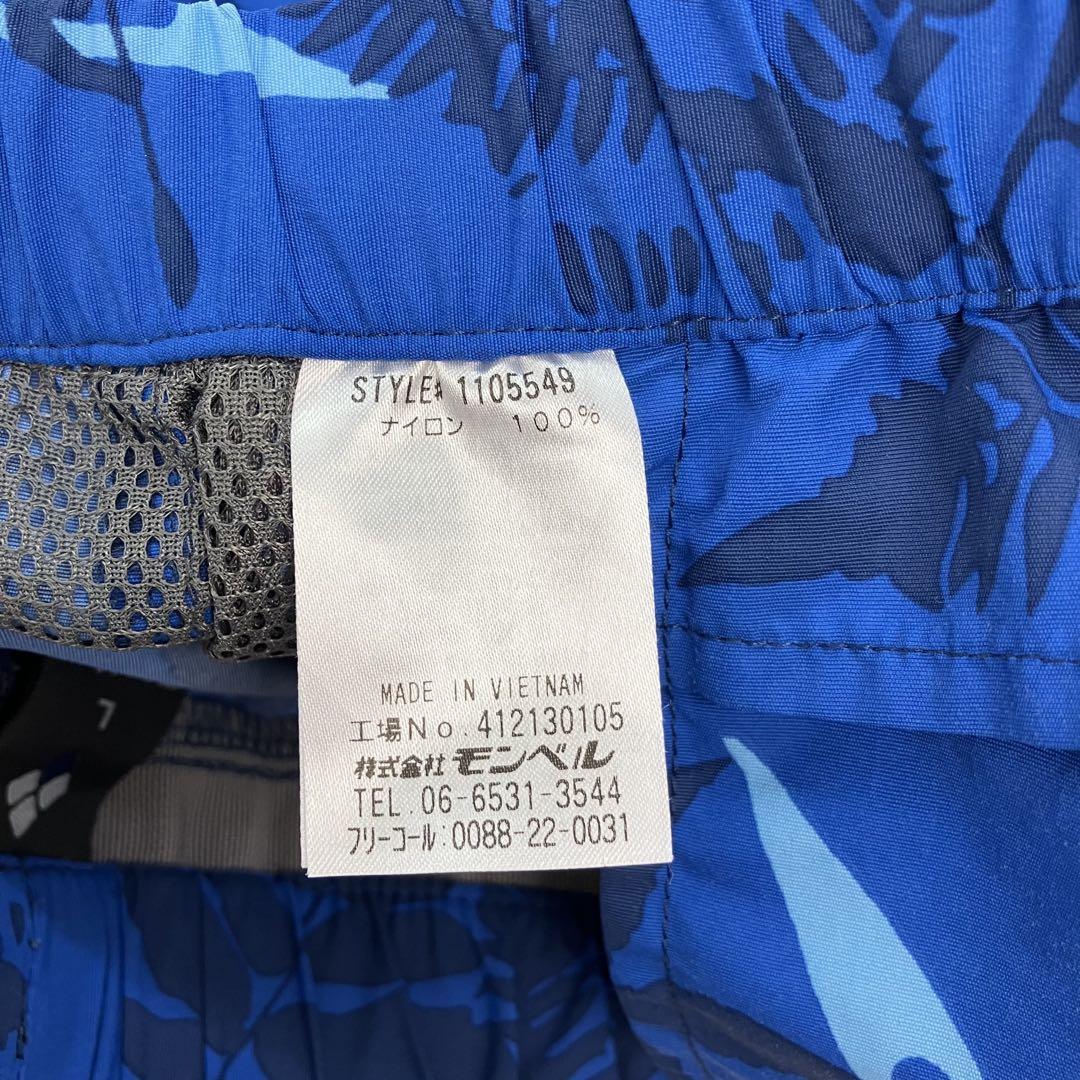 STYLE# 1105549
ナイロン 100%
MADE IN VIETNAM
工場No.412130105
株式会社 モンベル
TEL.06-6531-3544
フリーコール:0088-22-0031
L